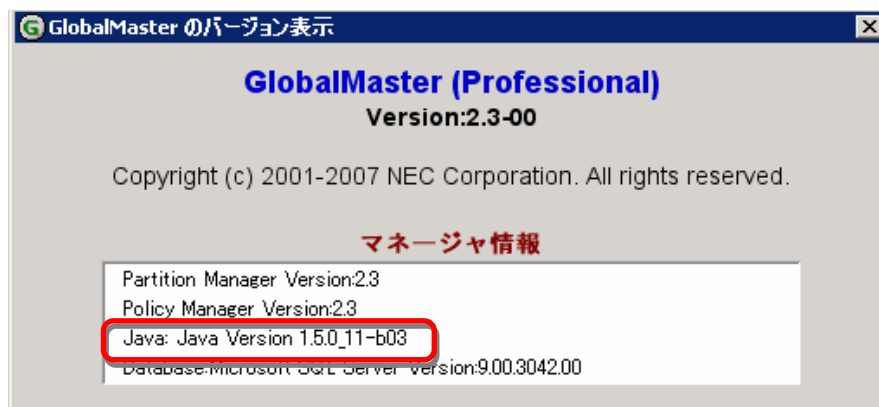 GlobalMaster のバージョン表示
GlobalMaster (Professional)
Version:2.3-00
Copyright (c) 2001-2007 NEC Corporation. All rights reserved.
マネージャ情報
Partition Manager Version:2.3
Policy Manager Version:2.3
Java: Java Version 1.5.0_11-b03
Database:Microsoft SQL Server Version:9.00.3042.00